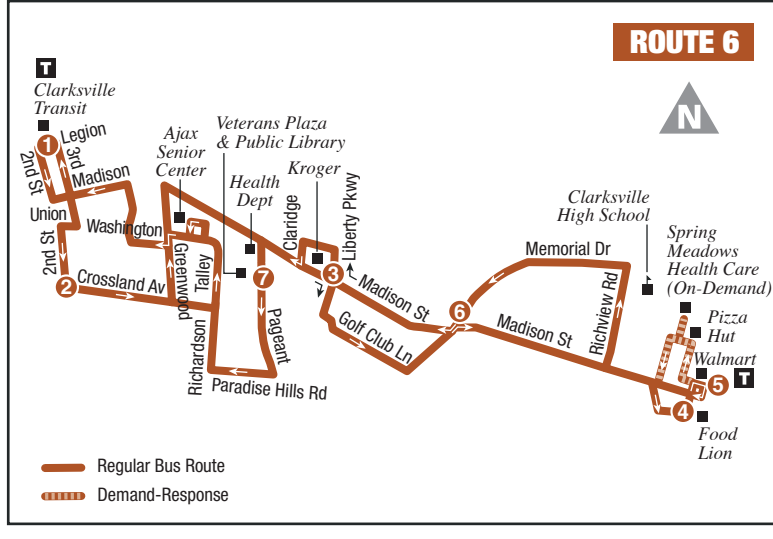 ROUTE 6
N
T
Clarksville
Transit
1
Legion
2nd St
3rd
Madison
Union
2nd St
2
Crossland Av
Washington
Ajax
Senior
Center
Greenwood
Talley
Richardson
Veterans Plaza
& Public Library
Health
Dept
7
Pageant
Paradise Hills Rd
Kroger
Claridge
Liberty Pkwy
3
Madison St
Golf Club Ln
6
Madison St
Memorial Dr
Richview Rd
Clarksville
High School
Spring
Meadows
Health Care
(On-Demand)
Pizza
Hut
Walmart
5
T
4
Food
Lion
Regular Bus Route
Demand-Response